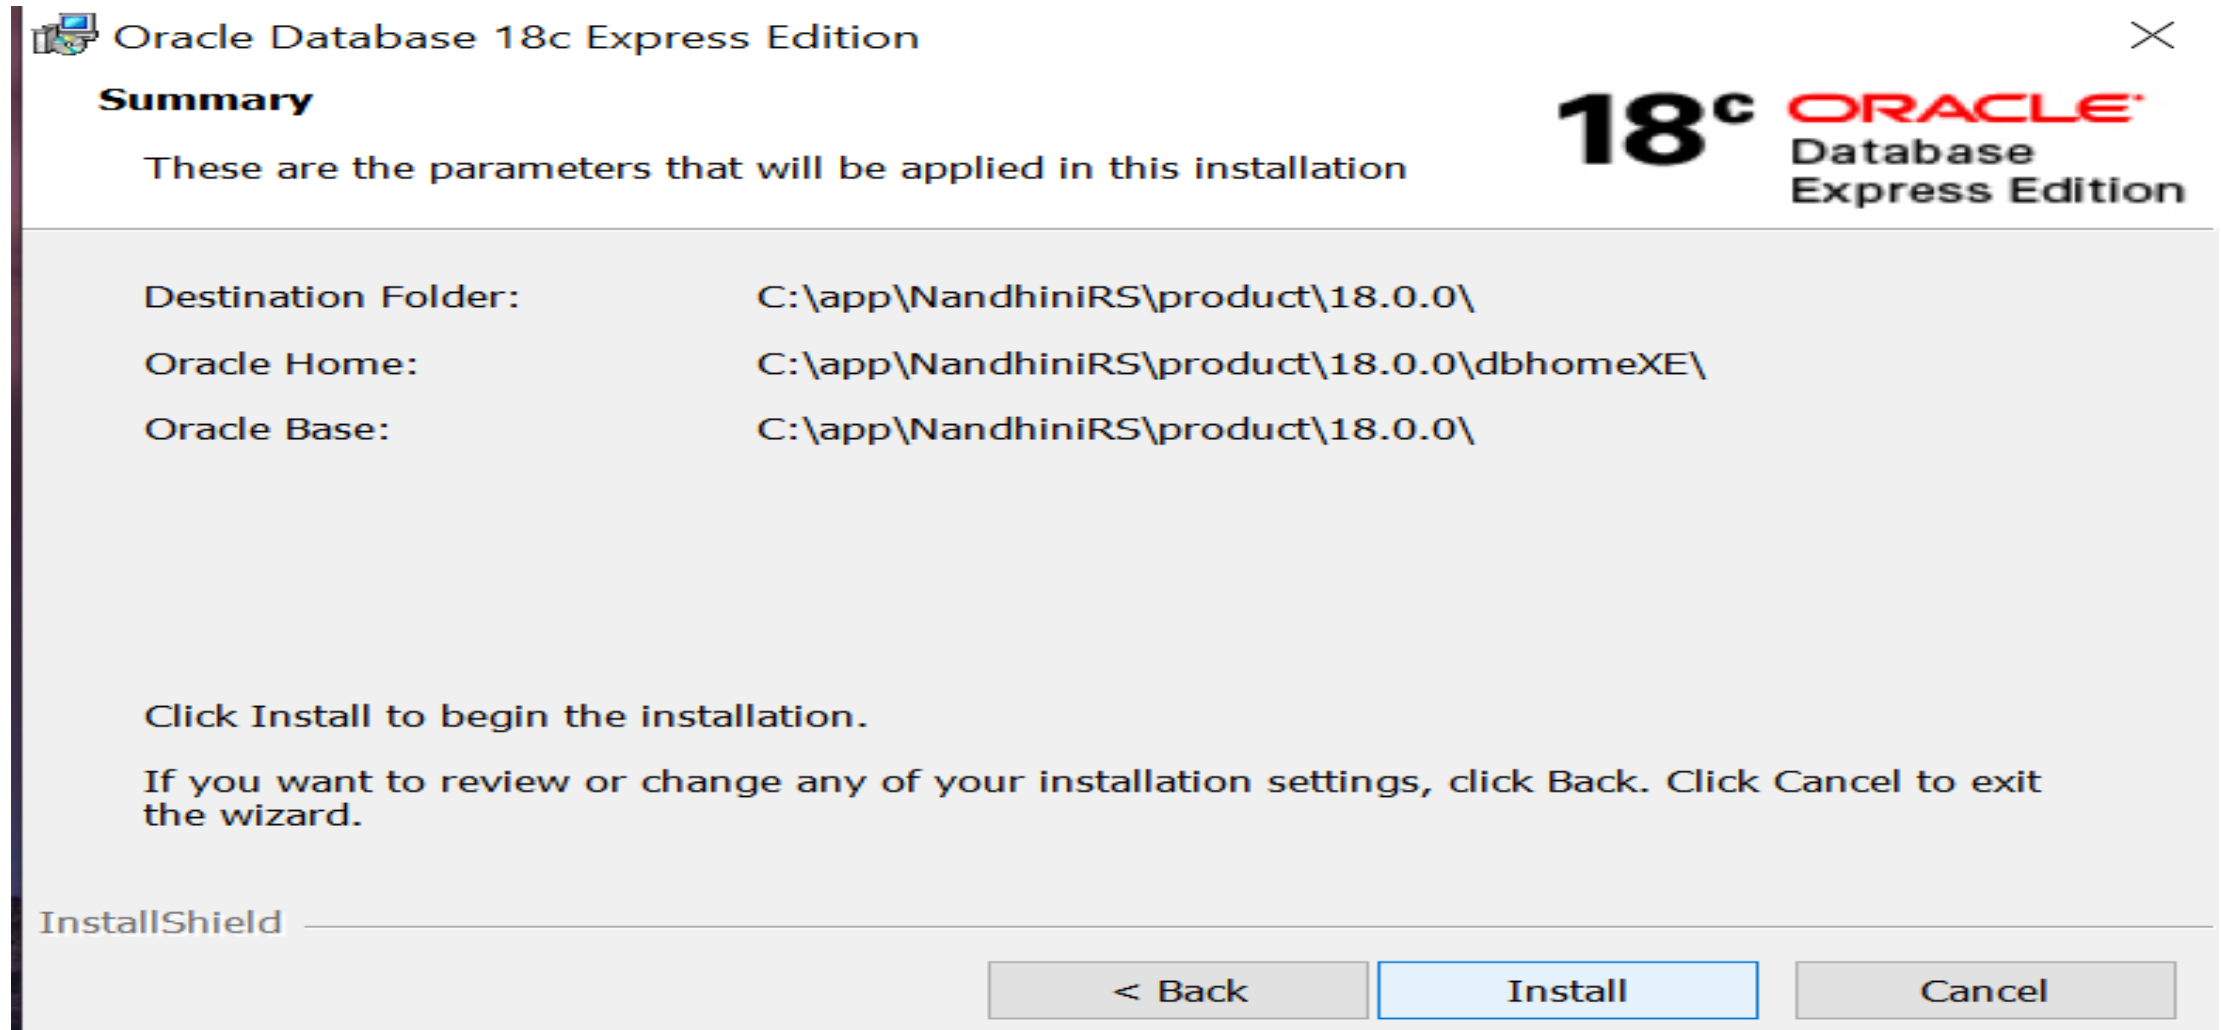 Oracle Database 18c Express Edition
Summary
These are the parameters that will be applied in this installation
18c ORACLE
Database
Express Edition
Destination Folder: C:\app\NandhiniRS\product\18.0.0\
Oracle Home: C:\app\NandhiniRS\product\18.0.0\dbhomeXE\
Oracle Base: C:\app\NandhiniRS\product\18.0.0\
Click Install to begin the installation.
If you want to review or change any of your installation settings, click Back. Click Cancel to exit
the wizard.
InstallShield
< Back Install Cancel